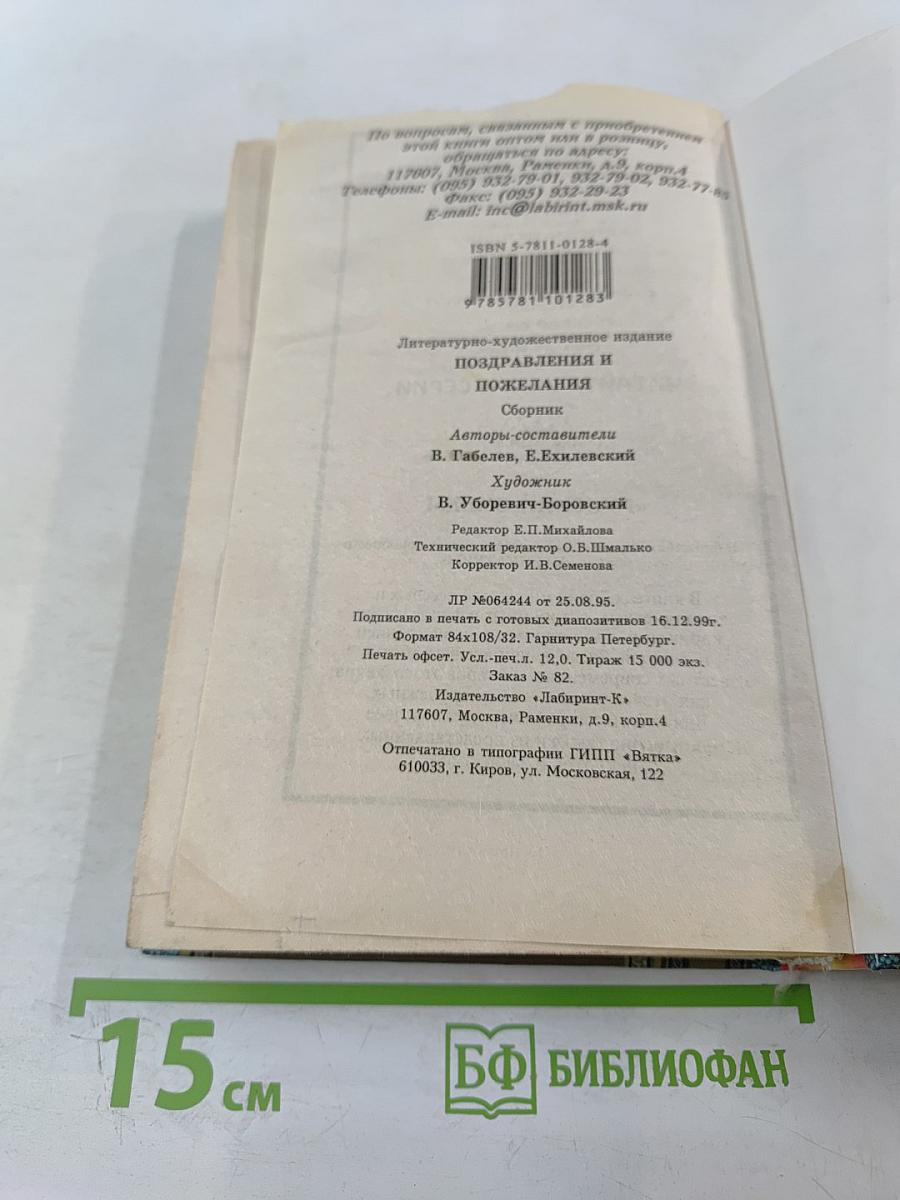 По вопросам, связанным с приобретением
этой книги оптом или в розницу,
обращаться по адресу:
117607, Москва, Раменки, д.9, корп.4
Телефоны: (095) 932-79-01, 932-79-02, 932-77-85
Факс: (095) 932-29-23
E-mail: inc@labirint.msk.ru
ISBN 5-7811-0128-4
9 785781 101283
Литературно-художественное издание
ПОЗДРАВЛЕНИЯ И
ПОЖЕЛАНИЯ
Сборник
Авторы-составители
В. Габелев, Е.Ехилевский
Художник
В. Уборевич-Боровский
Редактор Е.П.Михайлова
Технический редактор О.Б.Шмалько
Корректор И.В.Семенова
ЛР №064244 от 25.08.95.
Подписано в печать с готовых диапозитивов 16.12.99г.
Формат 84х108/32. Гарнитура Петербург.
Печать офсет. Усл.-печ.л. 12,0. Тираж 15 000 экз.
Заказ № 82.
Издательство «Лабиринт-К»
117607, Москва, Раменки, д.9, корп.4
Отпечатано в типографии ГИПП «Вятка»
610033, г. Киров, ул. Московская, 122
15 см
БФ БИБЛИОФАН